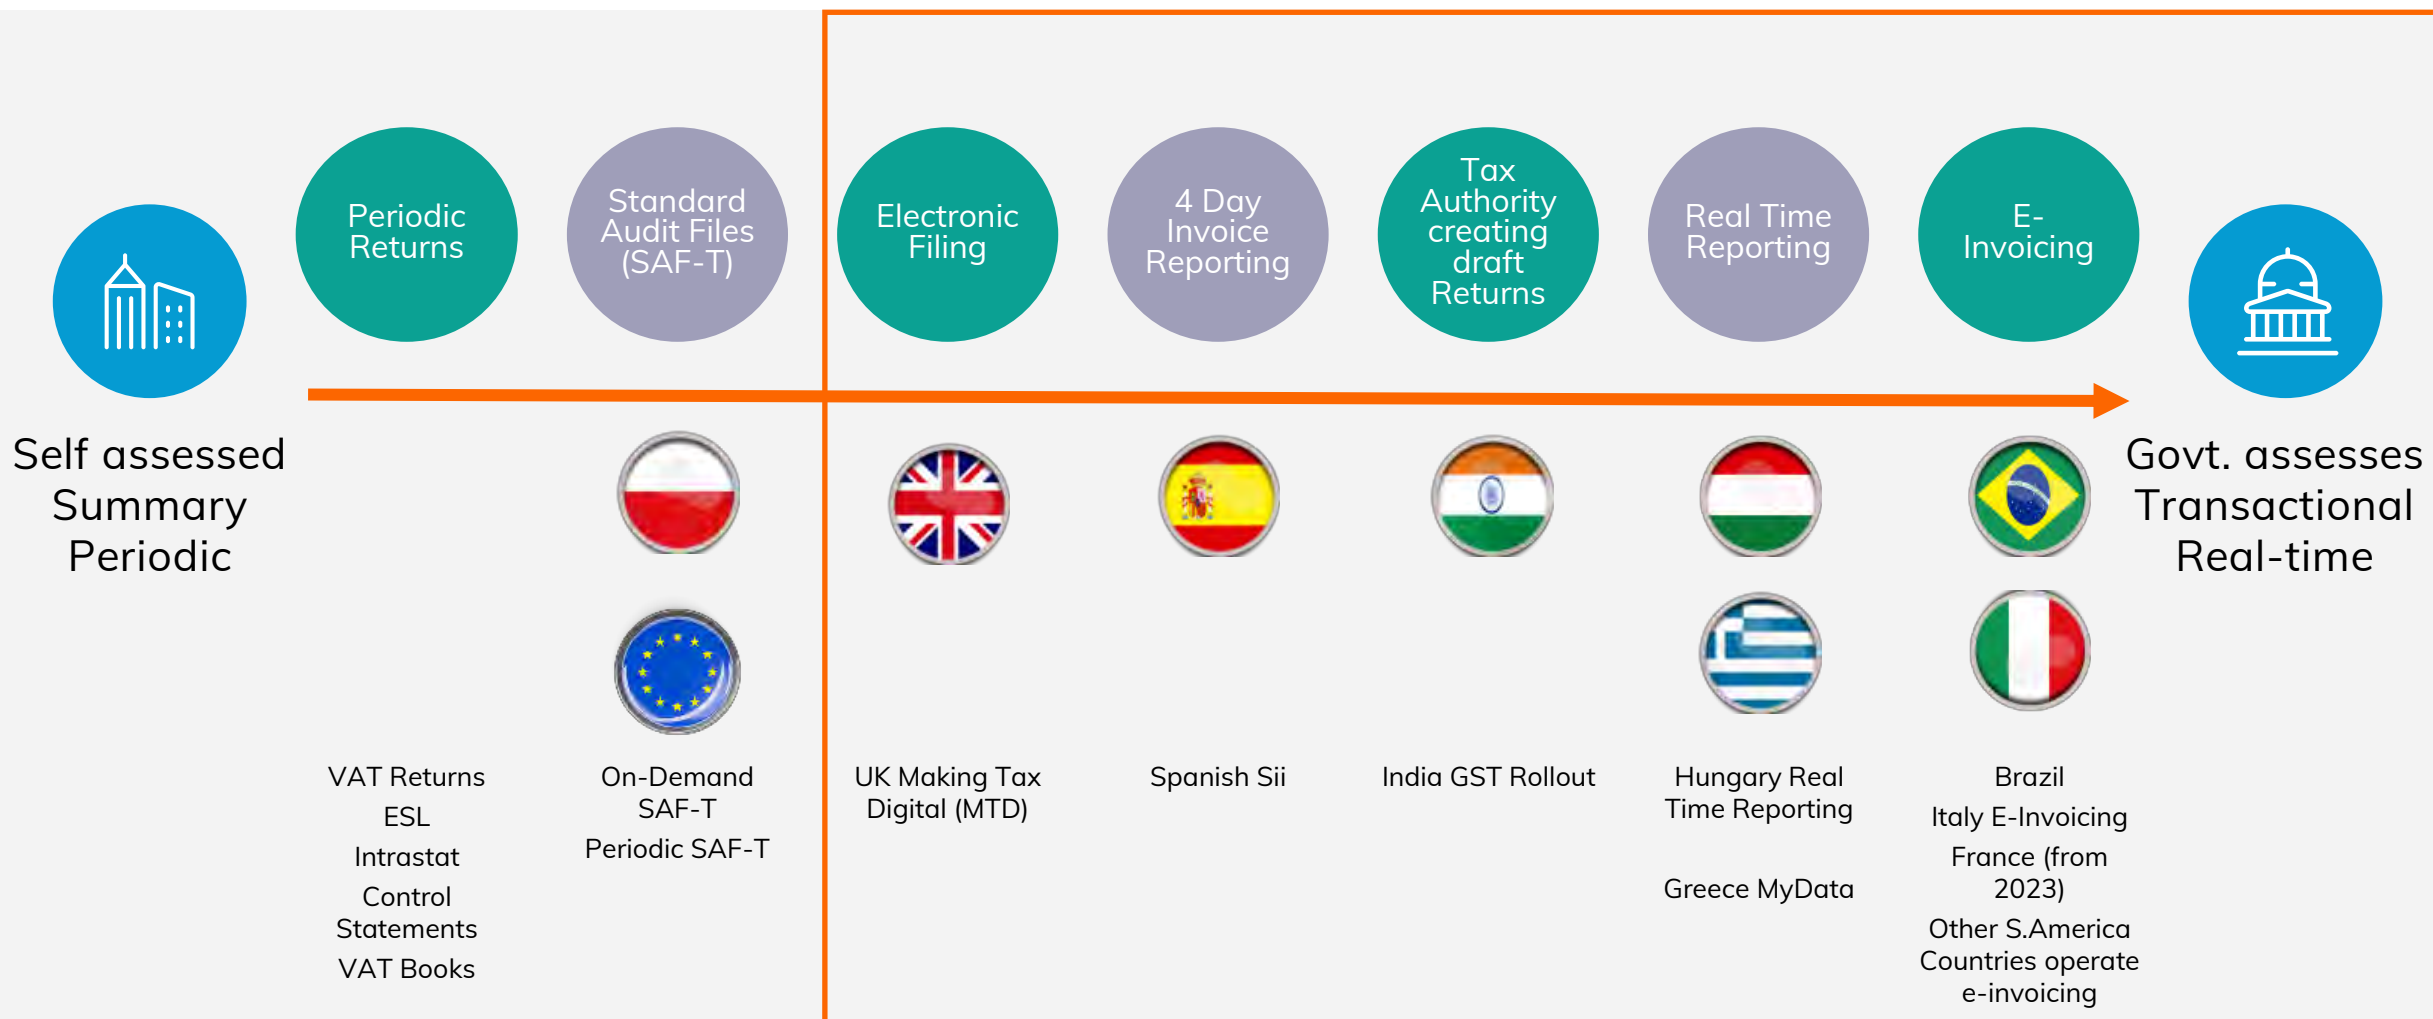 Periodic
Returns
Standard
Audit Files
(SAF-T)
Electronic
Filing
4 Day
Invoice
Reporting
Tax
Authority
creating
draft
Returns
Real Time
Reporting
E-
Invoicing
Self assessed
Summary
Periodic
Govt. assesses
Transactional
Real-time
VAT Returns
ESL
Intrastat
Control
Statements
VAT Books
On-Demand
SAF-T
Periodic SAF-T
UK Making Tax
Digital (MTD)
Spanish Sii
India GST Rollout
Hungary Real
Time Reporting
Greece MyData
Brazil
Italy E-Invoicing
France (from
2023)
Other S.America
Countries operate
e-invoicing